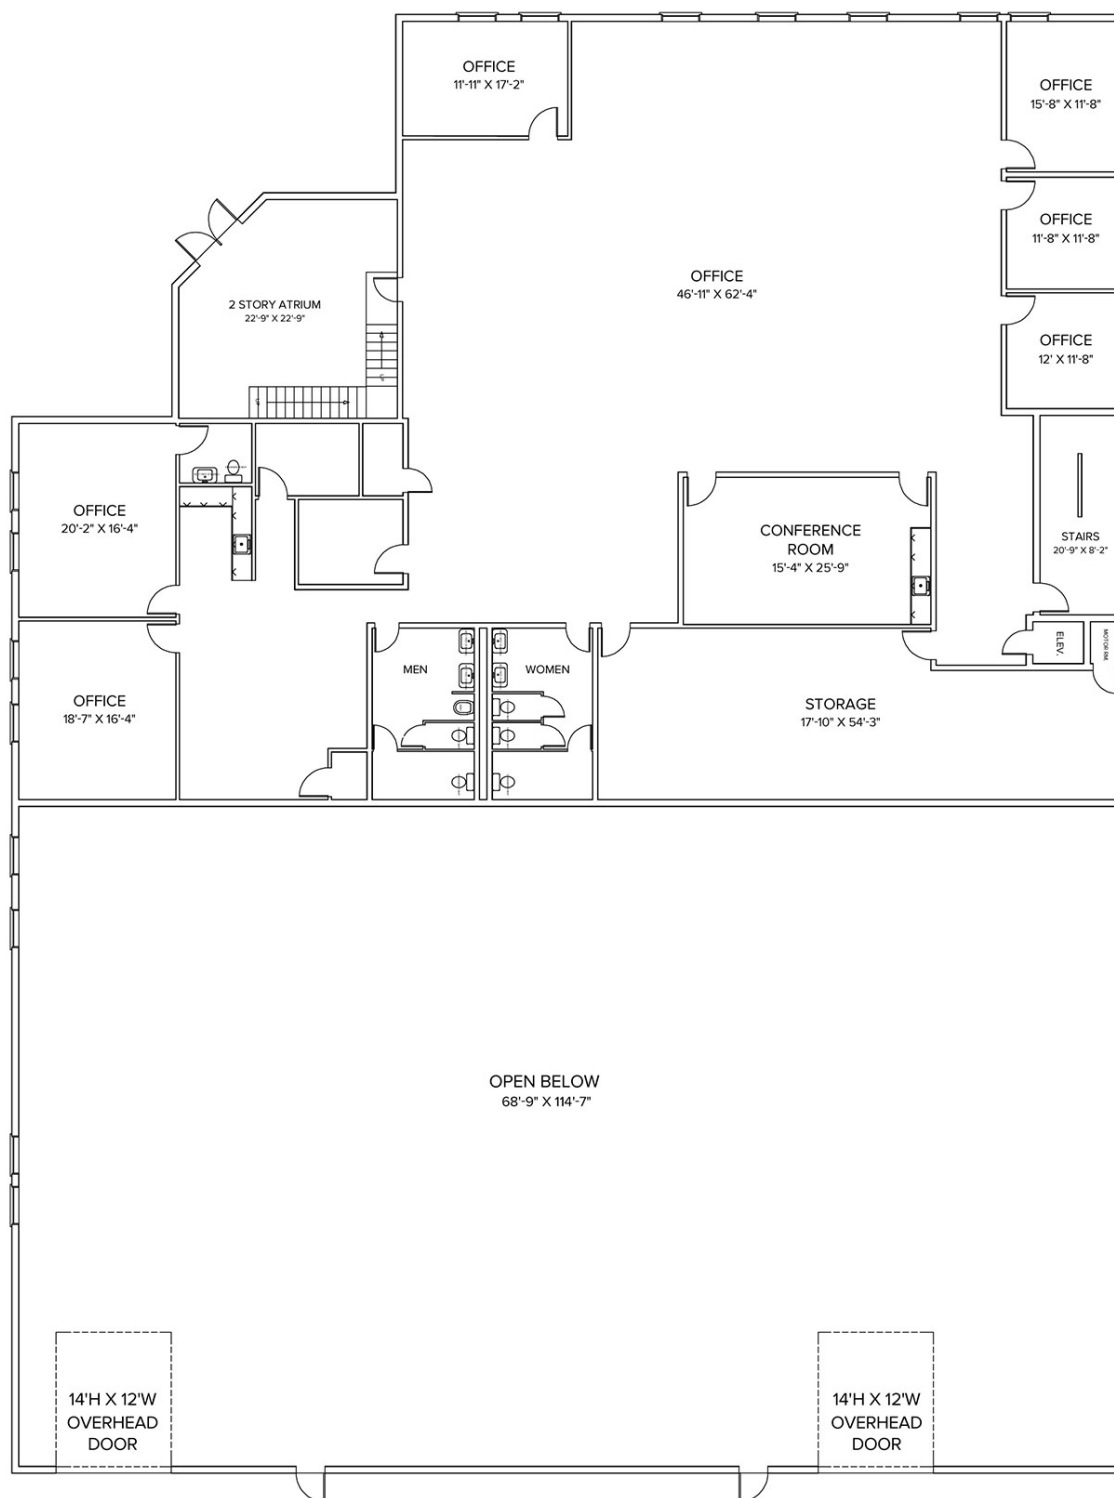 OFFICE
11'-11" X 17'-2"
OFFICE
15'-8" X 11'-8"
OFFICE
11'-8" X 11'-8"
OFFICE
46'-11" X 62'-4"
2 STORY ATRIUM
22'-9" X 22'-9"
OFFICE
12' X 11'-8"
OFFICE
20'-2" X 16'-4"
CONFERENCE
ROOM
15'-4" X 25'-9"
STAIRS
20'-9" X 8'-2"
ELEV.
MOTOR RM.
MEN
WOMEN
OFFICE
18'-7" X 16'-4"
STORAGE
17'-10" X 54'-3"
OPEN BELOW
68'-9" X 114'-7"
14'H X 12'W
OVERHEAD
DOOR
14'H X 12'W
OVERHEAD
DOOR